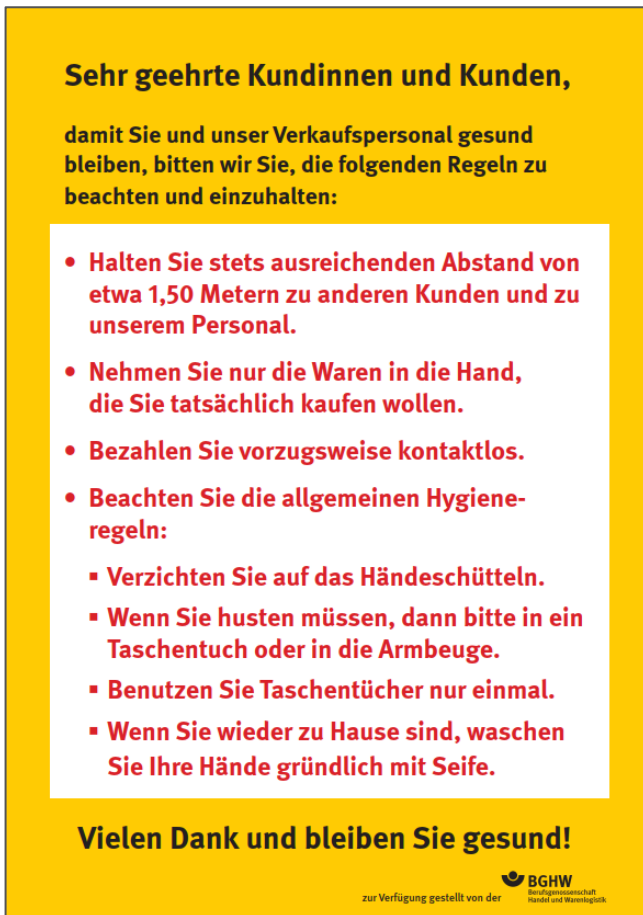 Sehr geehrte Kundinnen und Kunden,
damit Sie und unser Verkaufspersonal gesund
bleiben, bitten wir Sie, die folgenden Regeln zu
beachten und einzuhalten:
• Halten Sie stets ausreichenden Abstand von
etwa 1,50 Metern zu anderen Kunden und zu
unserem Personal.
• Nehmen Sie nur die Waren in die Hand,
die Sie tatsächlich kaufen wollen.
• Bezahlen Sie vorzugsweise kontaktlos.
• Beachten Sie die allgemeinen Hygiene-
regeln:
▪ Verzichten Sie auf das Händeschütteln.
▪ Wenn Sie husten müssen, dann bitte in ein
Taschentuch oder in die Armbeuge.
▪ Benutzen Sie Taschentücher nur einmal.
▪ Wenn Sie wieder zu Hause sind, waschen
Sie Ihre Hände gründlich mit Seife.
Vielen Dank und bleiben Sie gesund!
zur Verfügung gestellt von der
BGHW
Berufsgenossenschaft
Handel und Warenlogistik